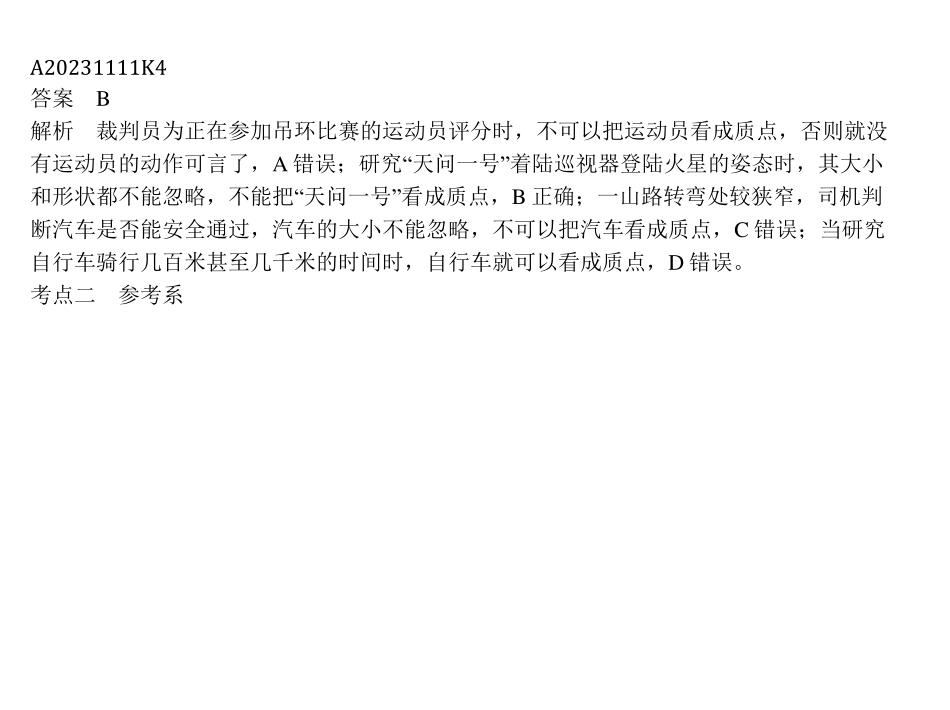 A20231111K4
答案　B
解析　裁判员为正在参加吊环比赛的运动员评分时，不可以把运动员看成质点，否则就没
有运动员的动作可言了，A 错误；研究“天问一号”着陆巡视器登陆火星的姿态时，其大小
和形状都不能忽略，不能把“天问一号”看成质点，B 正确；一山路转弯处较狭窄，司机判
断汽车是否能安全通过，汽车的大小不能忽略，不可以把汽车看成质点，C 错误；当研究
自行车骑行几百米甚至几千米的时间时，自行车就可以看成质点，D 错误。
考点二　参考系